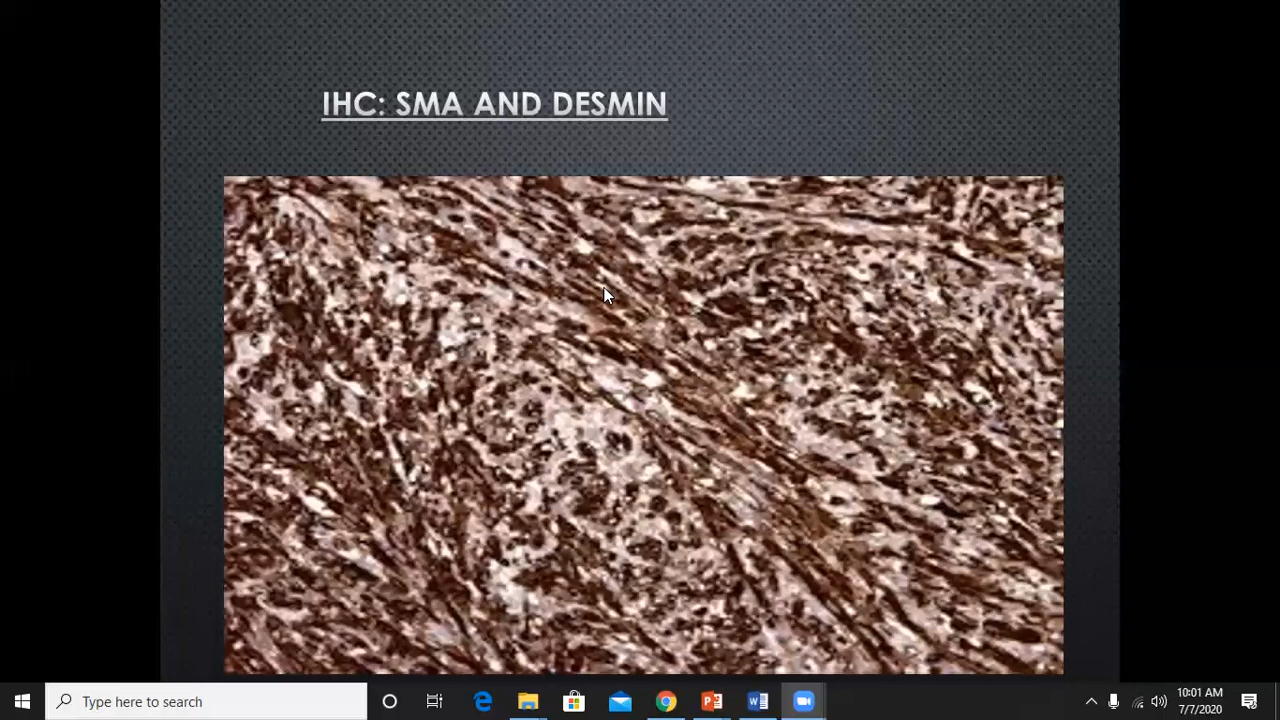 IHC: SMA AND DESMIN
Type here to search
10:01 AM
7/7/2020